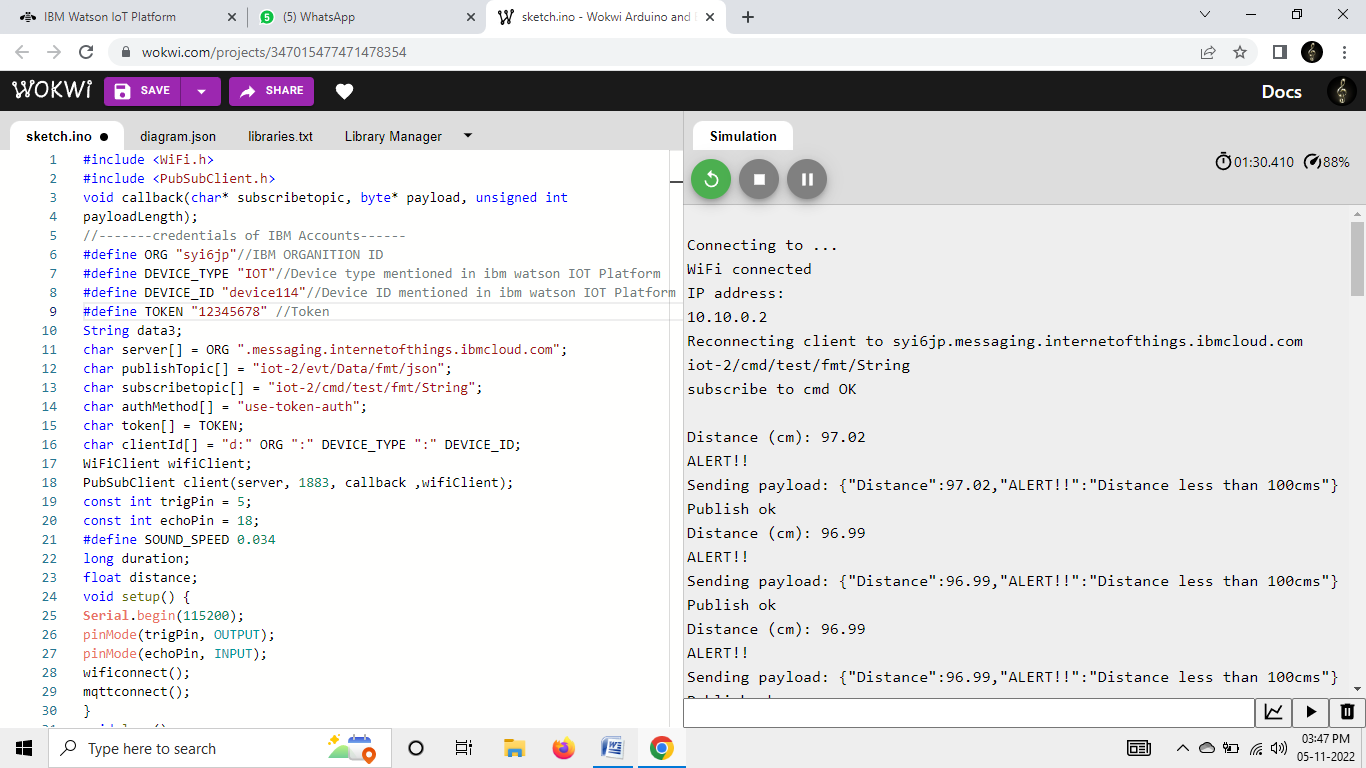 IBM Watson IoT Platform
(5) WhatsApp
sketch.ino - Wokwi Arduino and
wokwi.com/projects/347015477471478354
WOKWi
SAVE
SHARE
Docs
sketch.ino
diagram.json
libraries.txt
Library Manager
1 #include <WiFi.h>
2 #include <PubSubClient.h>
3 void callback(char* subscribetopic, byte* payload, unsigned int
4 payloadLength);
5 //-------credentials of IBM Accounts------
6 #define ORG "syi6jp"//IBM ORGANITION ID
7 #define DEVICE_TYPE "IOT"//Device type mentioned in ibm watson IOT Platform
8 #define DEVICE_ID "device114"//Device ID mentioned in ibm watson IOT Platform
9 #define TOKEN "12345678" //Token
10 String data3;
11 char server[] = ORG ".messaging.internetofthings.ibmcloud.com";
12 char publishTopic[] = "iot-2/evt/Data/fmt/json";
13 char subscribetopic[] = "iot-2/cmd/test/fmt/String";
14 char authMethod[] = "use-token-auth";
15 char token[] = TOKEN;
16 char clientId[] = "d:" ORG ":" DEVICE_TYPE ":" DEVICE_ID;
17 WiFiClient wifiClient;
18 PubSubClient client(server, 1883, callback ,wifiClient);
19 const int trigPin = 5;
20 const int echoPin = 18;
21 #define SOUND_SPEED 0.034
22 long duration;
23 float distance;
24 void setup() {
25 Serial.begin(115200);
26 pinMode(trigPin, OUTPUT);
27 pinMode(echoPin, INPUT);
28 wificonnect();
29 mqttconnect();
30 }
Simulation
01:30.410
88%
Connecting to ...
WiFi connected
IP address:
10.10.0.2
Reconnecting client to syi6jp.messaging.internetofthings.ibmcloud.com
iot-2/cmd/test/fmt/String
subscribe to cmd OK
Distance (cm): 97.02
ALERT!!
Sending payload: {"Distance":97.02,"ALERT!!":"Distance less than 100cms"}
Publish ok
Distance (cm): 96.99
ALERT!!
Sending payload: {"Distance":96.99,"ALERT!!":"Distance less than 100cms"}
Publish ok
Distance (cm): 96.99
ALERT!!
Sending payload: {"Distance":96.99,"ALERT!!":"Distance less than 100cms"}
Type here to search
03:47 PM
05-11-2022